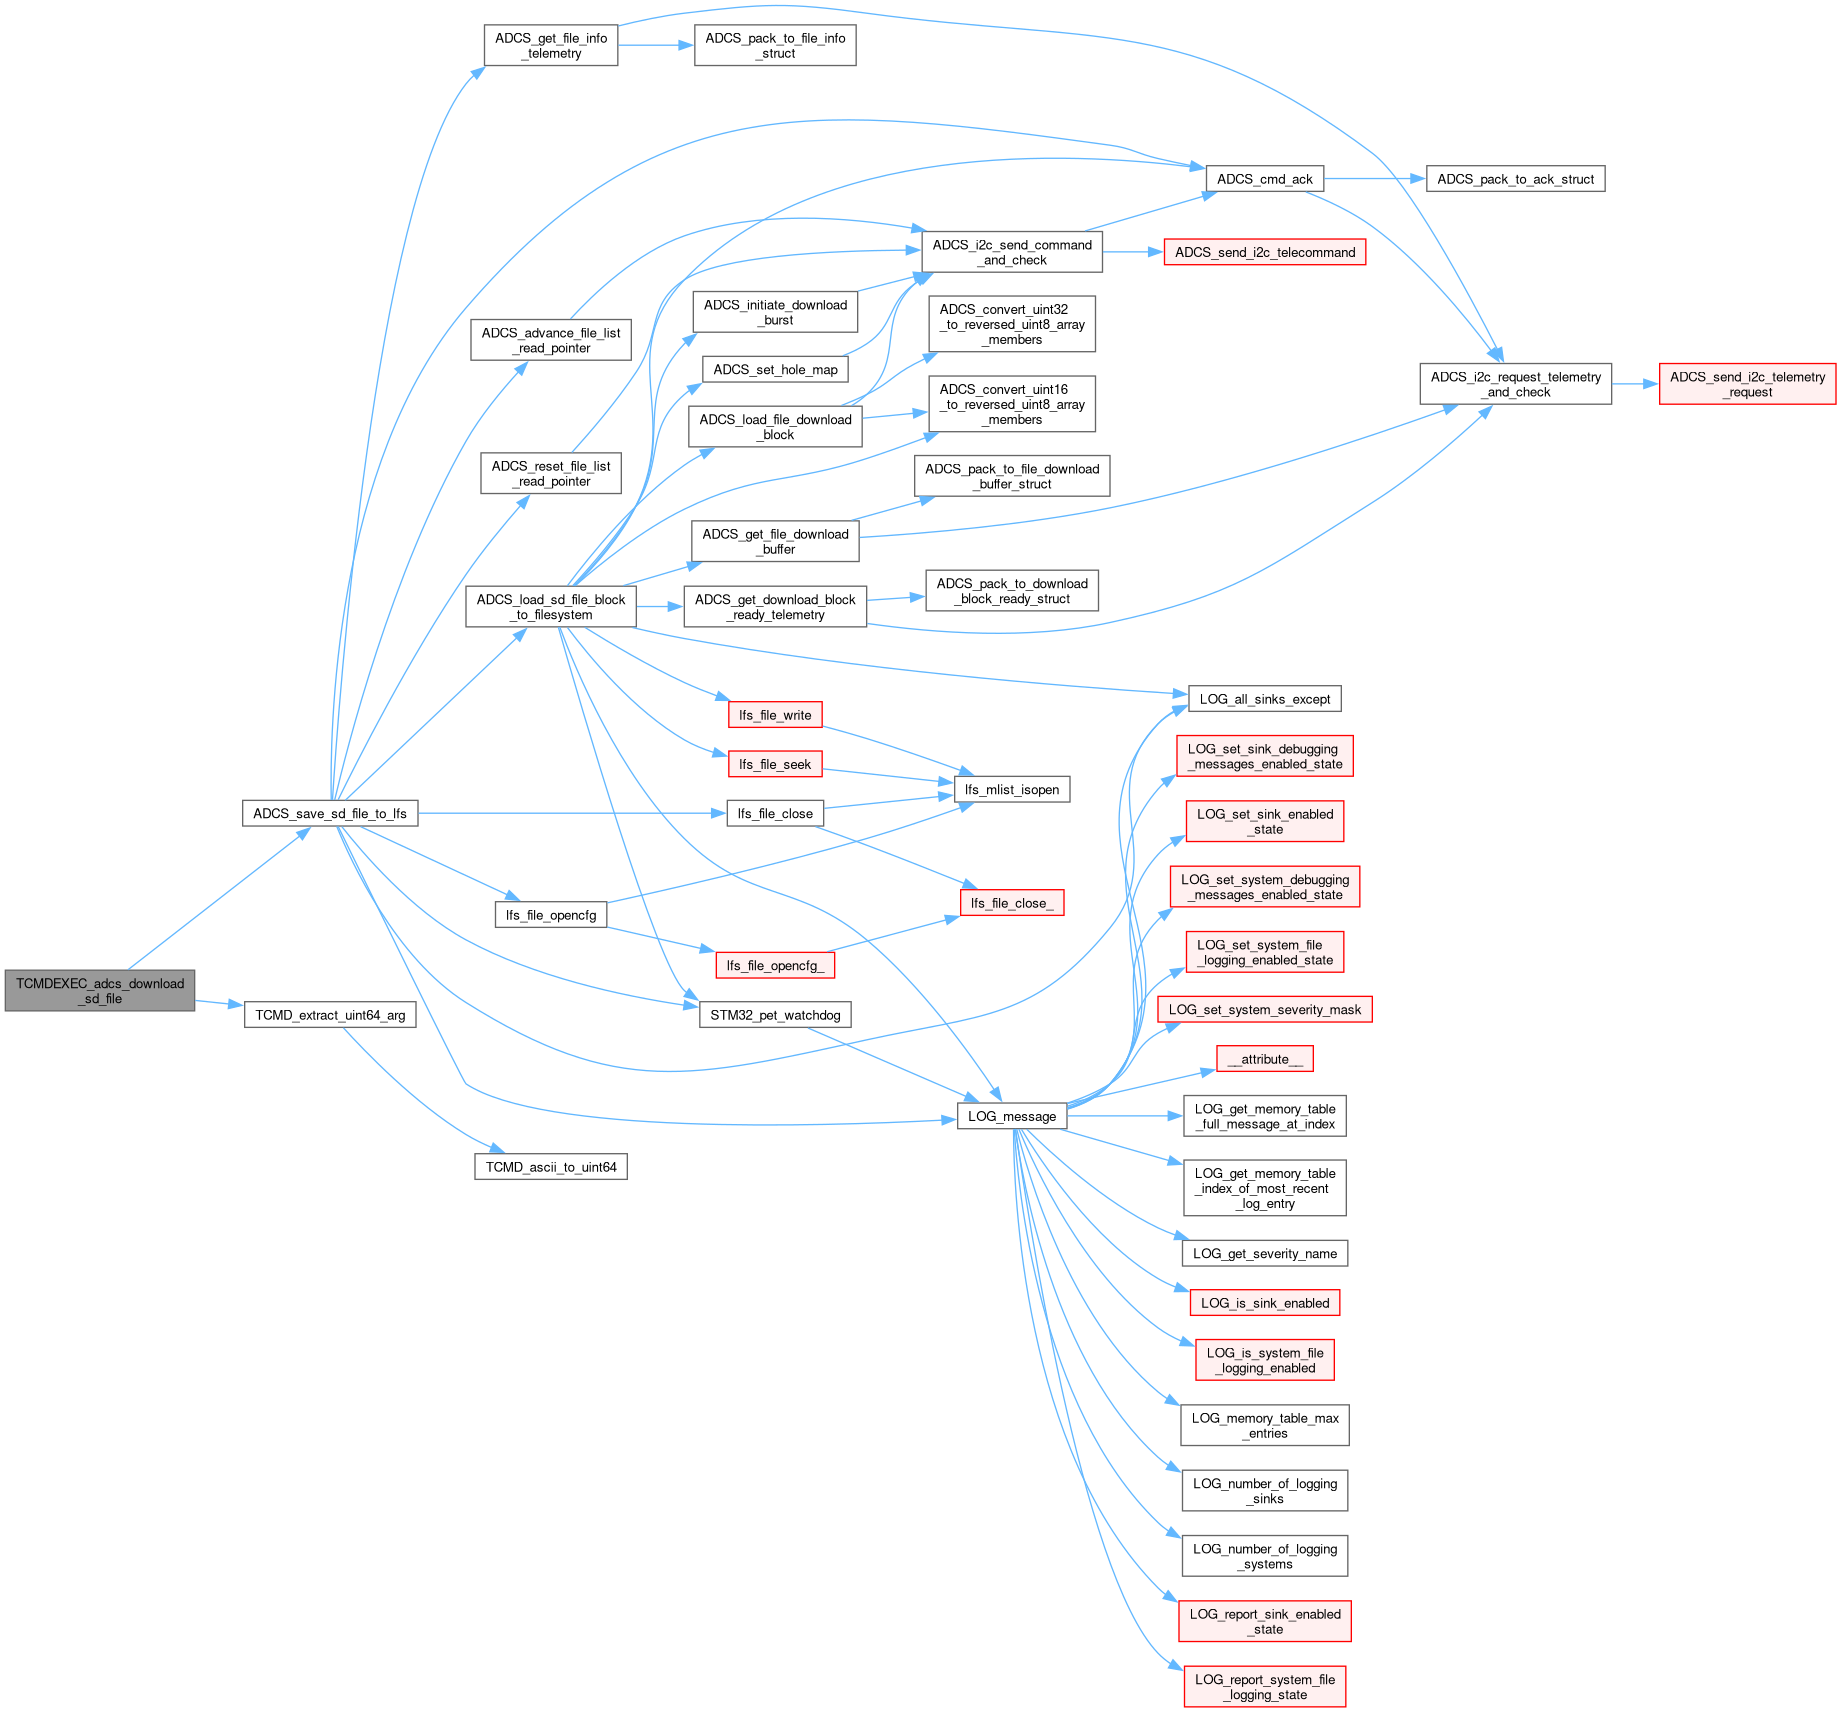 ADCS_get_file_info
_telemetry
ADCS_pack_to_file_info
_struct
ADCS_cmd_ack
ADCS_pack_to_ack_struct
ADCS_i2c_send_command
_and_check
ADCS_send_i2c_telecommand
ADCS_initiate_download
_burst
ADCS_convert_uint32
_to_reversed_uint8_array
_members
ADCS_advance_file_list
_read_pointer
ADCS_set_hole_map
ADCS_i2c_request_telemetry
_and_check
ADCS_send_i2c_telemetry
_request
ADCS_convert_uint16
_to_reversed_uint8_array
_members
ADCS_load_file_download
_block
ADCS_reset_file_list
_read_pointer
ADCS_pack_to_file_download
_buffer_struct
ADCS_get_file_download
_buffer
ADCS_pack_to_download
_block_ready_struct
ADCS_load_sd_file_block
_to_filesystem
ADCS_get_download_block
_ready_telemetry
LOG_all_sinks_except
lfs_file_write
LOG_set_sink_debugging
_messages_enabled_state
lfs_file_seek
lfs_mlist_isopen
ADCS_save_sd_file_to_lfs
lfs_file_close
LOG_set_sink_enabled
_state
LOG_set_system_debugging
_messages_enabled_state
lfs_file_close_
lfs_file_opencfg
LOG_set_system_file
_logging_enabled_state
lfs_file_opencfg_
TCMDEXEC_adcs_download
_sd_file
TCMD_extract_uint64_arg
STM32_pet_watchdog
LOG_set_system_severity_mask
__attribute__
LOG_message
LOG_get_memory_table
_full_message_at_index
TCMD_ascii_to_uint64
LOG_get_memory_table
_index_of_most_recent
_log_entry
LOG_get_severity_name
LOG_is_sink_enabled
LOG_is_system_file
_logging_enabled
LOG_memory_table_max
_entries
LOG_number_of_logging
_sinks
LOG_number_of_logging
_systems
LOG_report_sink_enabled
_state
LOG_report_system_file
_logging_state